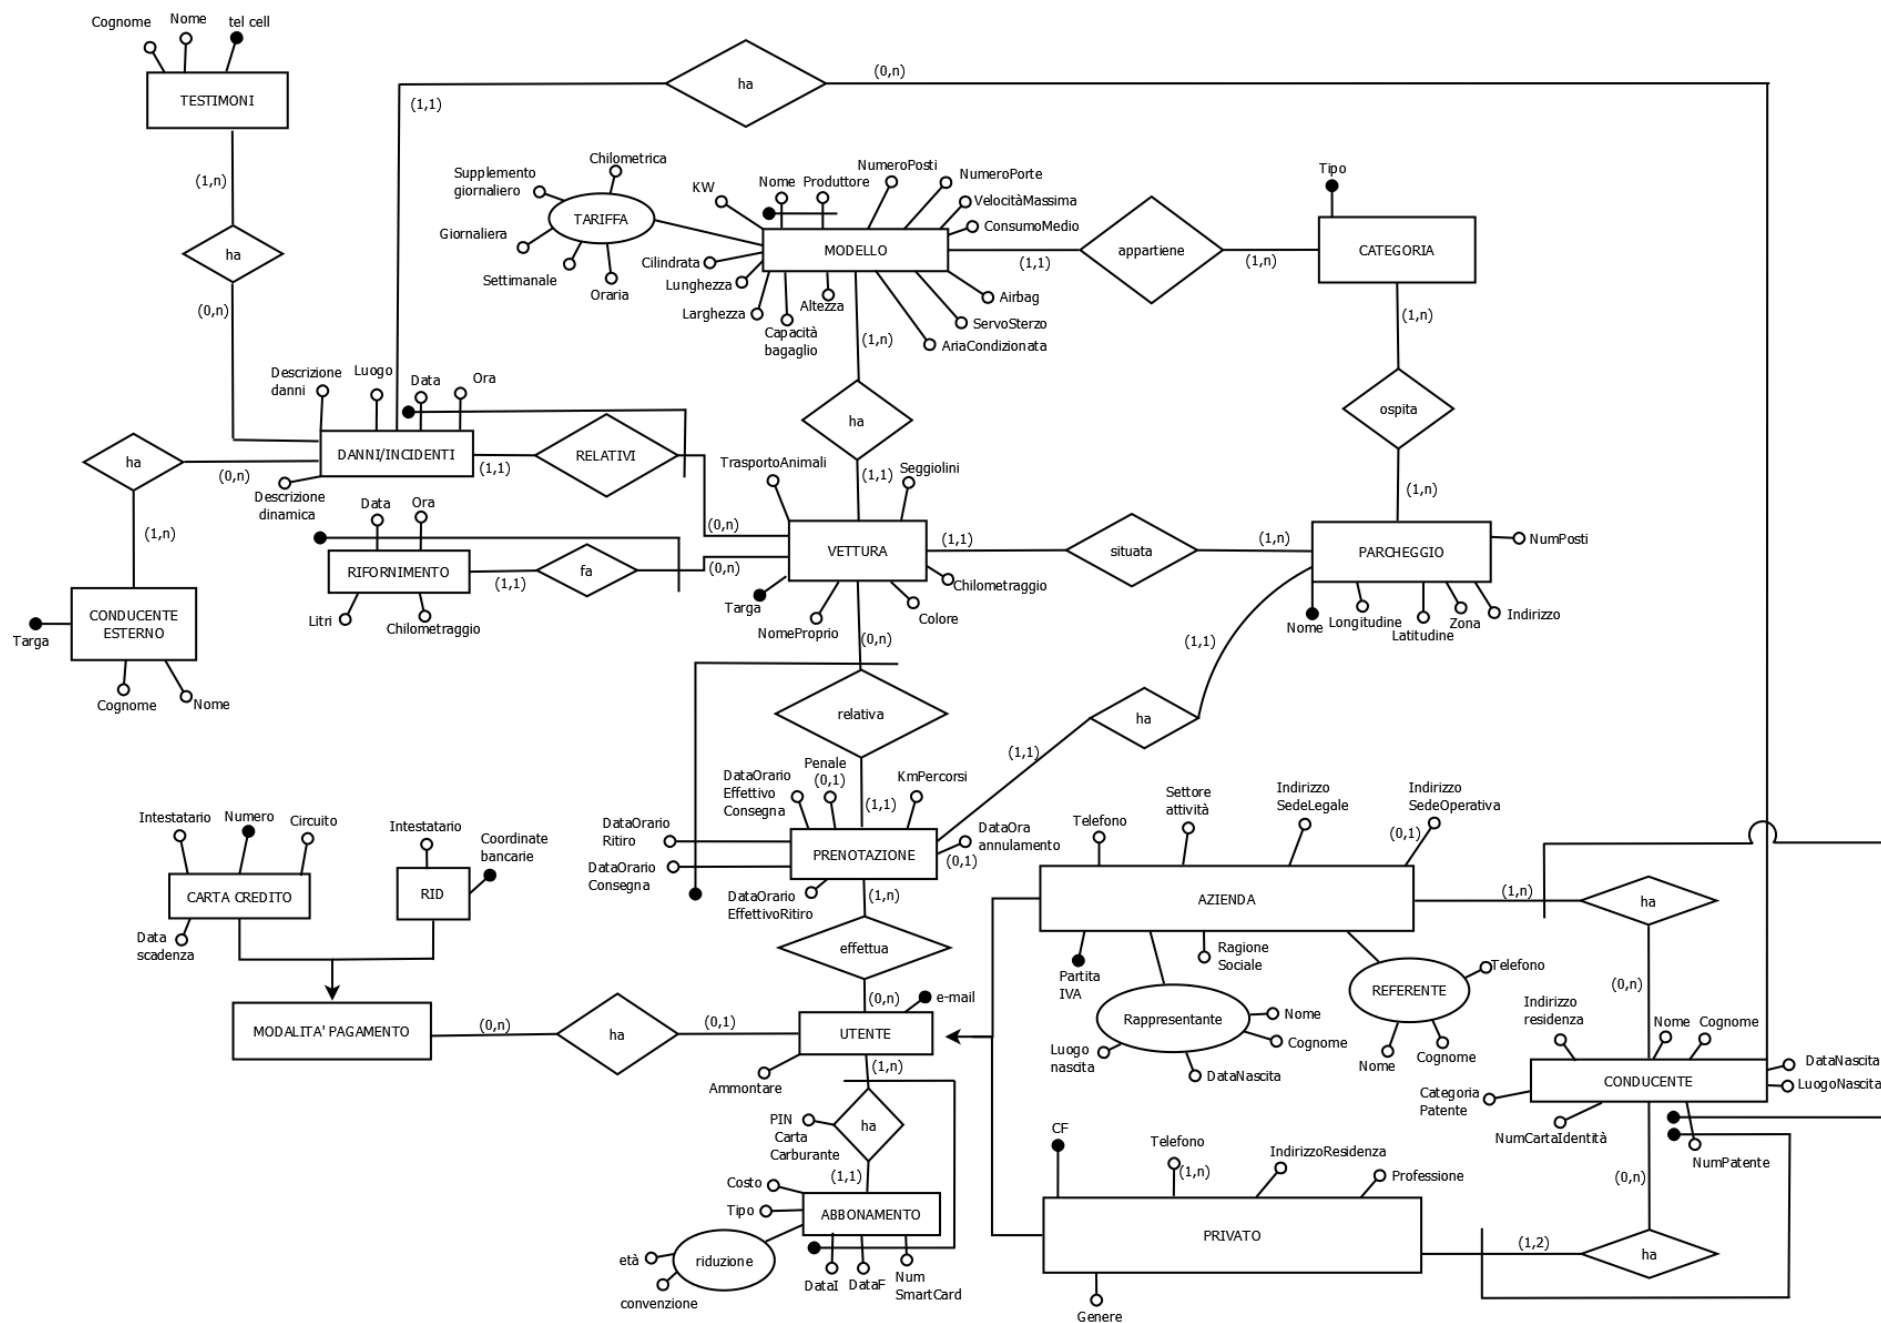 Cognome
Nome
tel cell
TESTIMONI
(1,n)
ha
(0,n)
ha
(0,n)
(1,1)
Supplemento
giornaliero
Chilometrica
TARIFFA
Giornaliera
Settimanale
Oraria
KW
Nome
Produttore
NumeroPosti
NumeroPorte
VelocitàMassima
ConsumoMedio
MODELLO
Cilindrata
Lunghezza
Larghezza
Capacità
bagaglio
Altezza
Airbag
ServoSterzo
AriaCondizionata
(1,1)
appartiene
(1,n)
Tipo
CATEGORIA
(1,n)
ospita
(1,n)
(1,n)
ha
(1,1)
Descrizione
danni
Luogo
Data
Ora
DANNI/INCIDENTI
(1,1)
RELATIVI
(0,n)
Descrizione
dinamica
ha
(0,n)
(1,n)
CONDUCENTE
ESTERNO
Targa
Cognome
Nome
Data
Ora
RIFORNIMENTO
(1,1)
fa
(0,n)
Litri
Chilometraggio
TrasportoAnimali
Seggiolini
VETTURA
Targa
NomeProprio
Colore
Chilometraggio
(1,1)
situata
(1,n)
PARCHEGGIO
NumPosti
Nome
Longitudine
Latitudine
Zona
Indirizzo
(0,n)
relativa
(1,1)
(1,1)
ha
(1,1)
DataOrario
Effettivo
Consegna
Penale
(0,1)
KmPercorsi
DataOrario
Ritiro
DataOrario
Consegna
PRENOTAZIONE
DataOra
annulamento
(0,1)
DataOrario
EffettivoRitiro
(1,n)
effettua
(0,n)
Intestatario
Numero
Circuito
CARTA CREDITO
Data
scadenza
Intestatario
Coordinate
bancarie
RID
MODALITA' PAGAMENTO
(0,n)
ha
(0,1)
e-mail
UTENTE
Ammontare
(1,n)
PIN
Carta
Carburante
ha
(1,1)
Costo
Tipo
ABBONAMENTO
riduzione
età
convenzione
DataI
DataF
Num
SmartCard
Telefono
Settore
attività
Indirizzo
SedeLegale
Indirizzo
SedeOperativa
(0,1)
AZIENDA
(1,n)
ha
(0,n)
Partita
IVA
Ragione
Sociale
Rappresentante
Nome
Cognome
Luogo
nascita
DataNascita
REFERENTE
Telefono
Nome
Cognome
Indirizzo
residenza
Nome
Cognome
DataNascita
LuogoNascita
CONDUCENTE
Categoria
Patente
NumCartaIdentità
NumPatente
(0,n)
ha
(1,2)
CF
Telefono
(1,n)
IndirizzoResidenza
Professione
PRIVATO
Genere